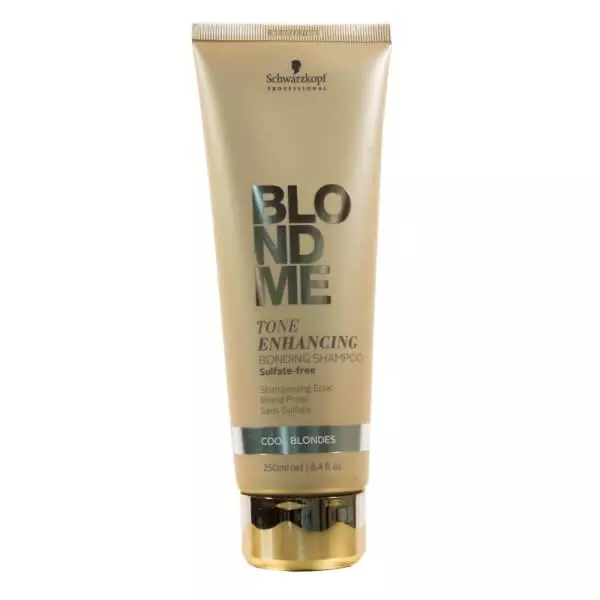 Schwarzkopf
PROFESSIONAL
BLO
ND
ME
TONE
ENHANCING
BONDING SHAMPOO
Sulfate-free
Shampooing Éclat
Blond Froid
Sans Sulfate
COOL BLONDES
250ml net | 8.4 fl. oz.